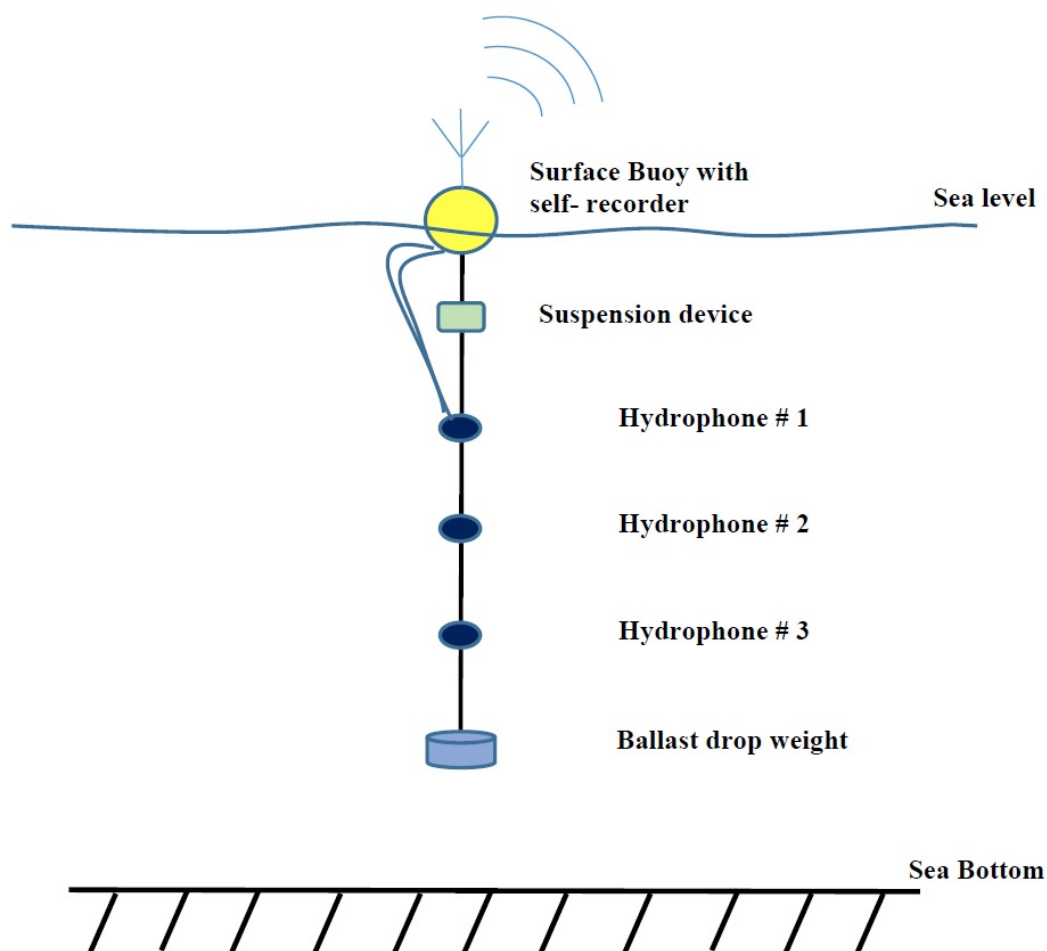 Surface Buoy with
self- recorder
Sea level
Suspension device
Hydrophone # 1
Hydrophone # 2
Hydrophone # 3
Ballast drop weight
Sea Bottom